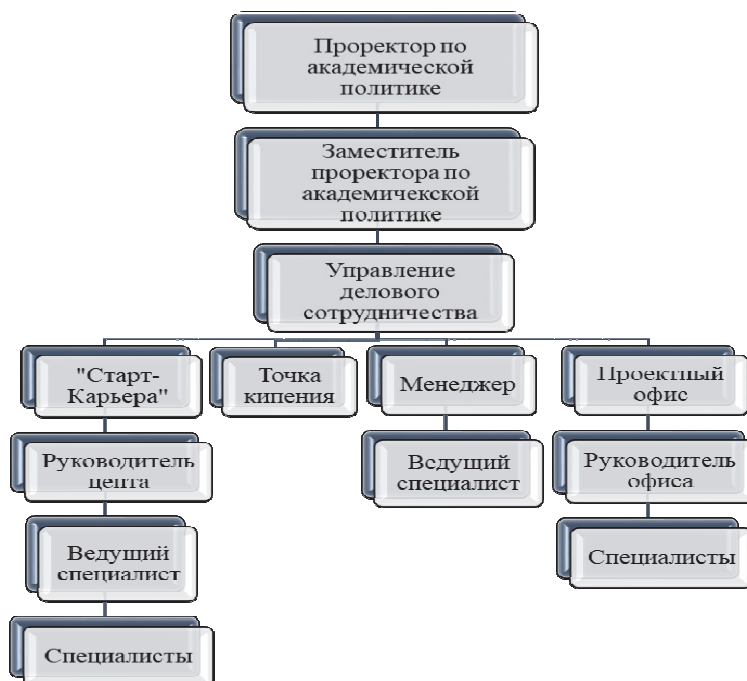 Проректор по
академической
политике
Заместитель
проректора по
академичекской
политике
Управление
делового
сотрудничества
"Старт-
Карьера"
Точка
кипения
Менеджер
Проектный
офис
Руководитель
цента
Ведущий
специалист
Руководитель
офиса
Ведущий
специалист
Специалисты
Специалисты